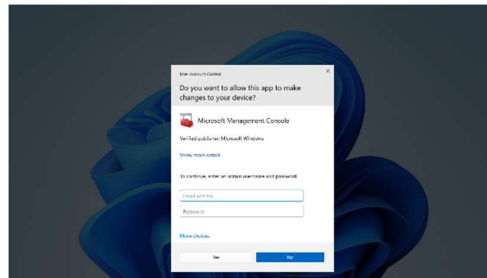 User Account Control
Do you want to allow this app to make
changes to your device?
Microsoft Management Console
Verified publisher: Microsoft Windows
Show more details
To continue, enter an admin username and password.
Email address
Password
More choices
Yes
No